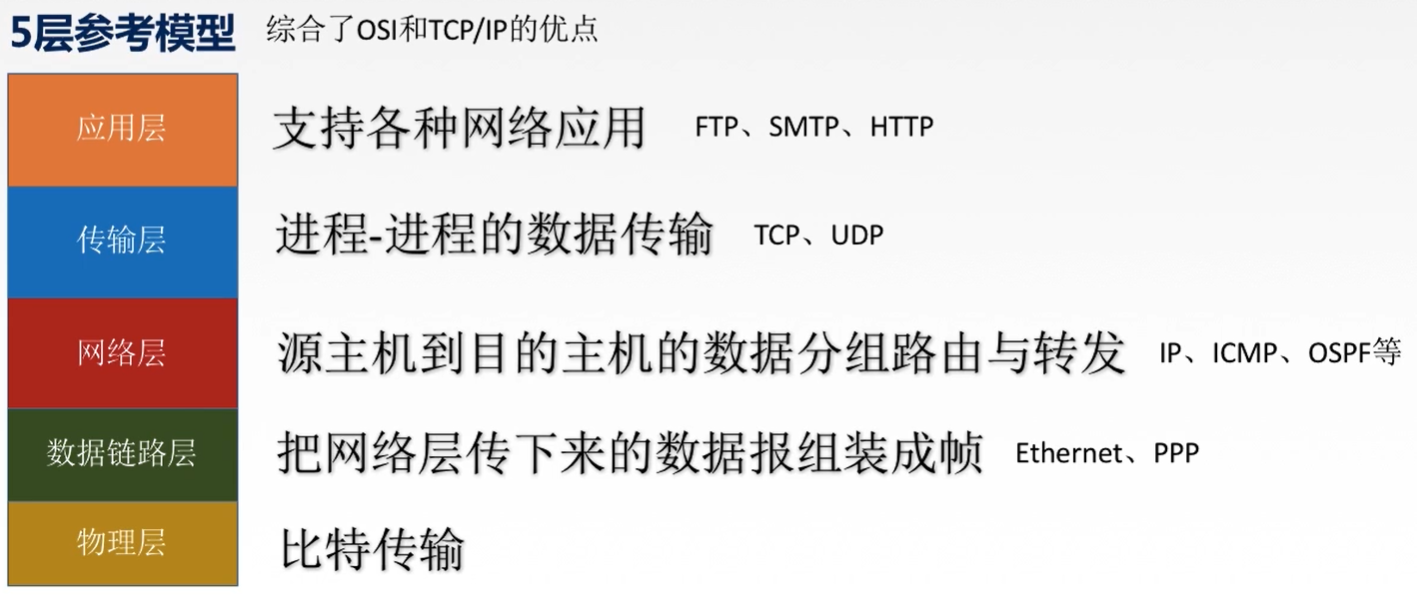 5层参考模型 综合了OSI和TCP/IP的优点
应用层 支持各种网络应用 FTP、SMTP、HTTP
传输层 进程-进程的数据传输 TCP、UDP
网络层 源主机到目的主机的数据分组路由与转发 IP、ICMP、OSPF等
数据链路层 把网络层传下来的数据报组装成帧 Ethernet、PPP
物理层 比特传输